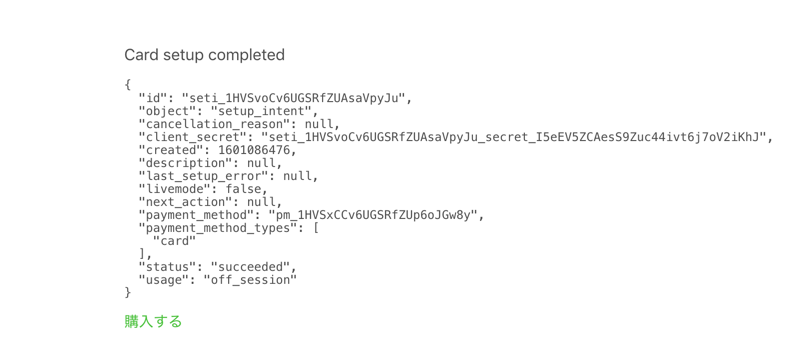 Card setup completed
{
  "id": "seti_1HVSvoCv6UGSRfZUAsaVpyJu",
  "object": "setup_intent",
  "cancellation_reason": null,
  "client_secret": "seti_1HVSvoCv6UGSRfZUAsaVpyJu_secret_I5eEV5ZCAesS9Zuc44ivt6j7oV2iKhJ",
  "created": 1601086476,
  "description": null,
  "last_setup_error": null,
  "livemode": false,
  "next_action": null,
  "payment_method": "pm_1HVSxCCv6UGSRfZUp6oJGw8y",
  "payment_method_types": [
    "card"
  ],
  "status": "succeeded",
  "usage": "off_session"
}
購入する